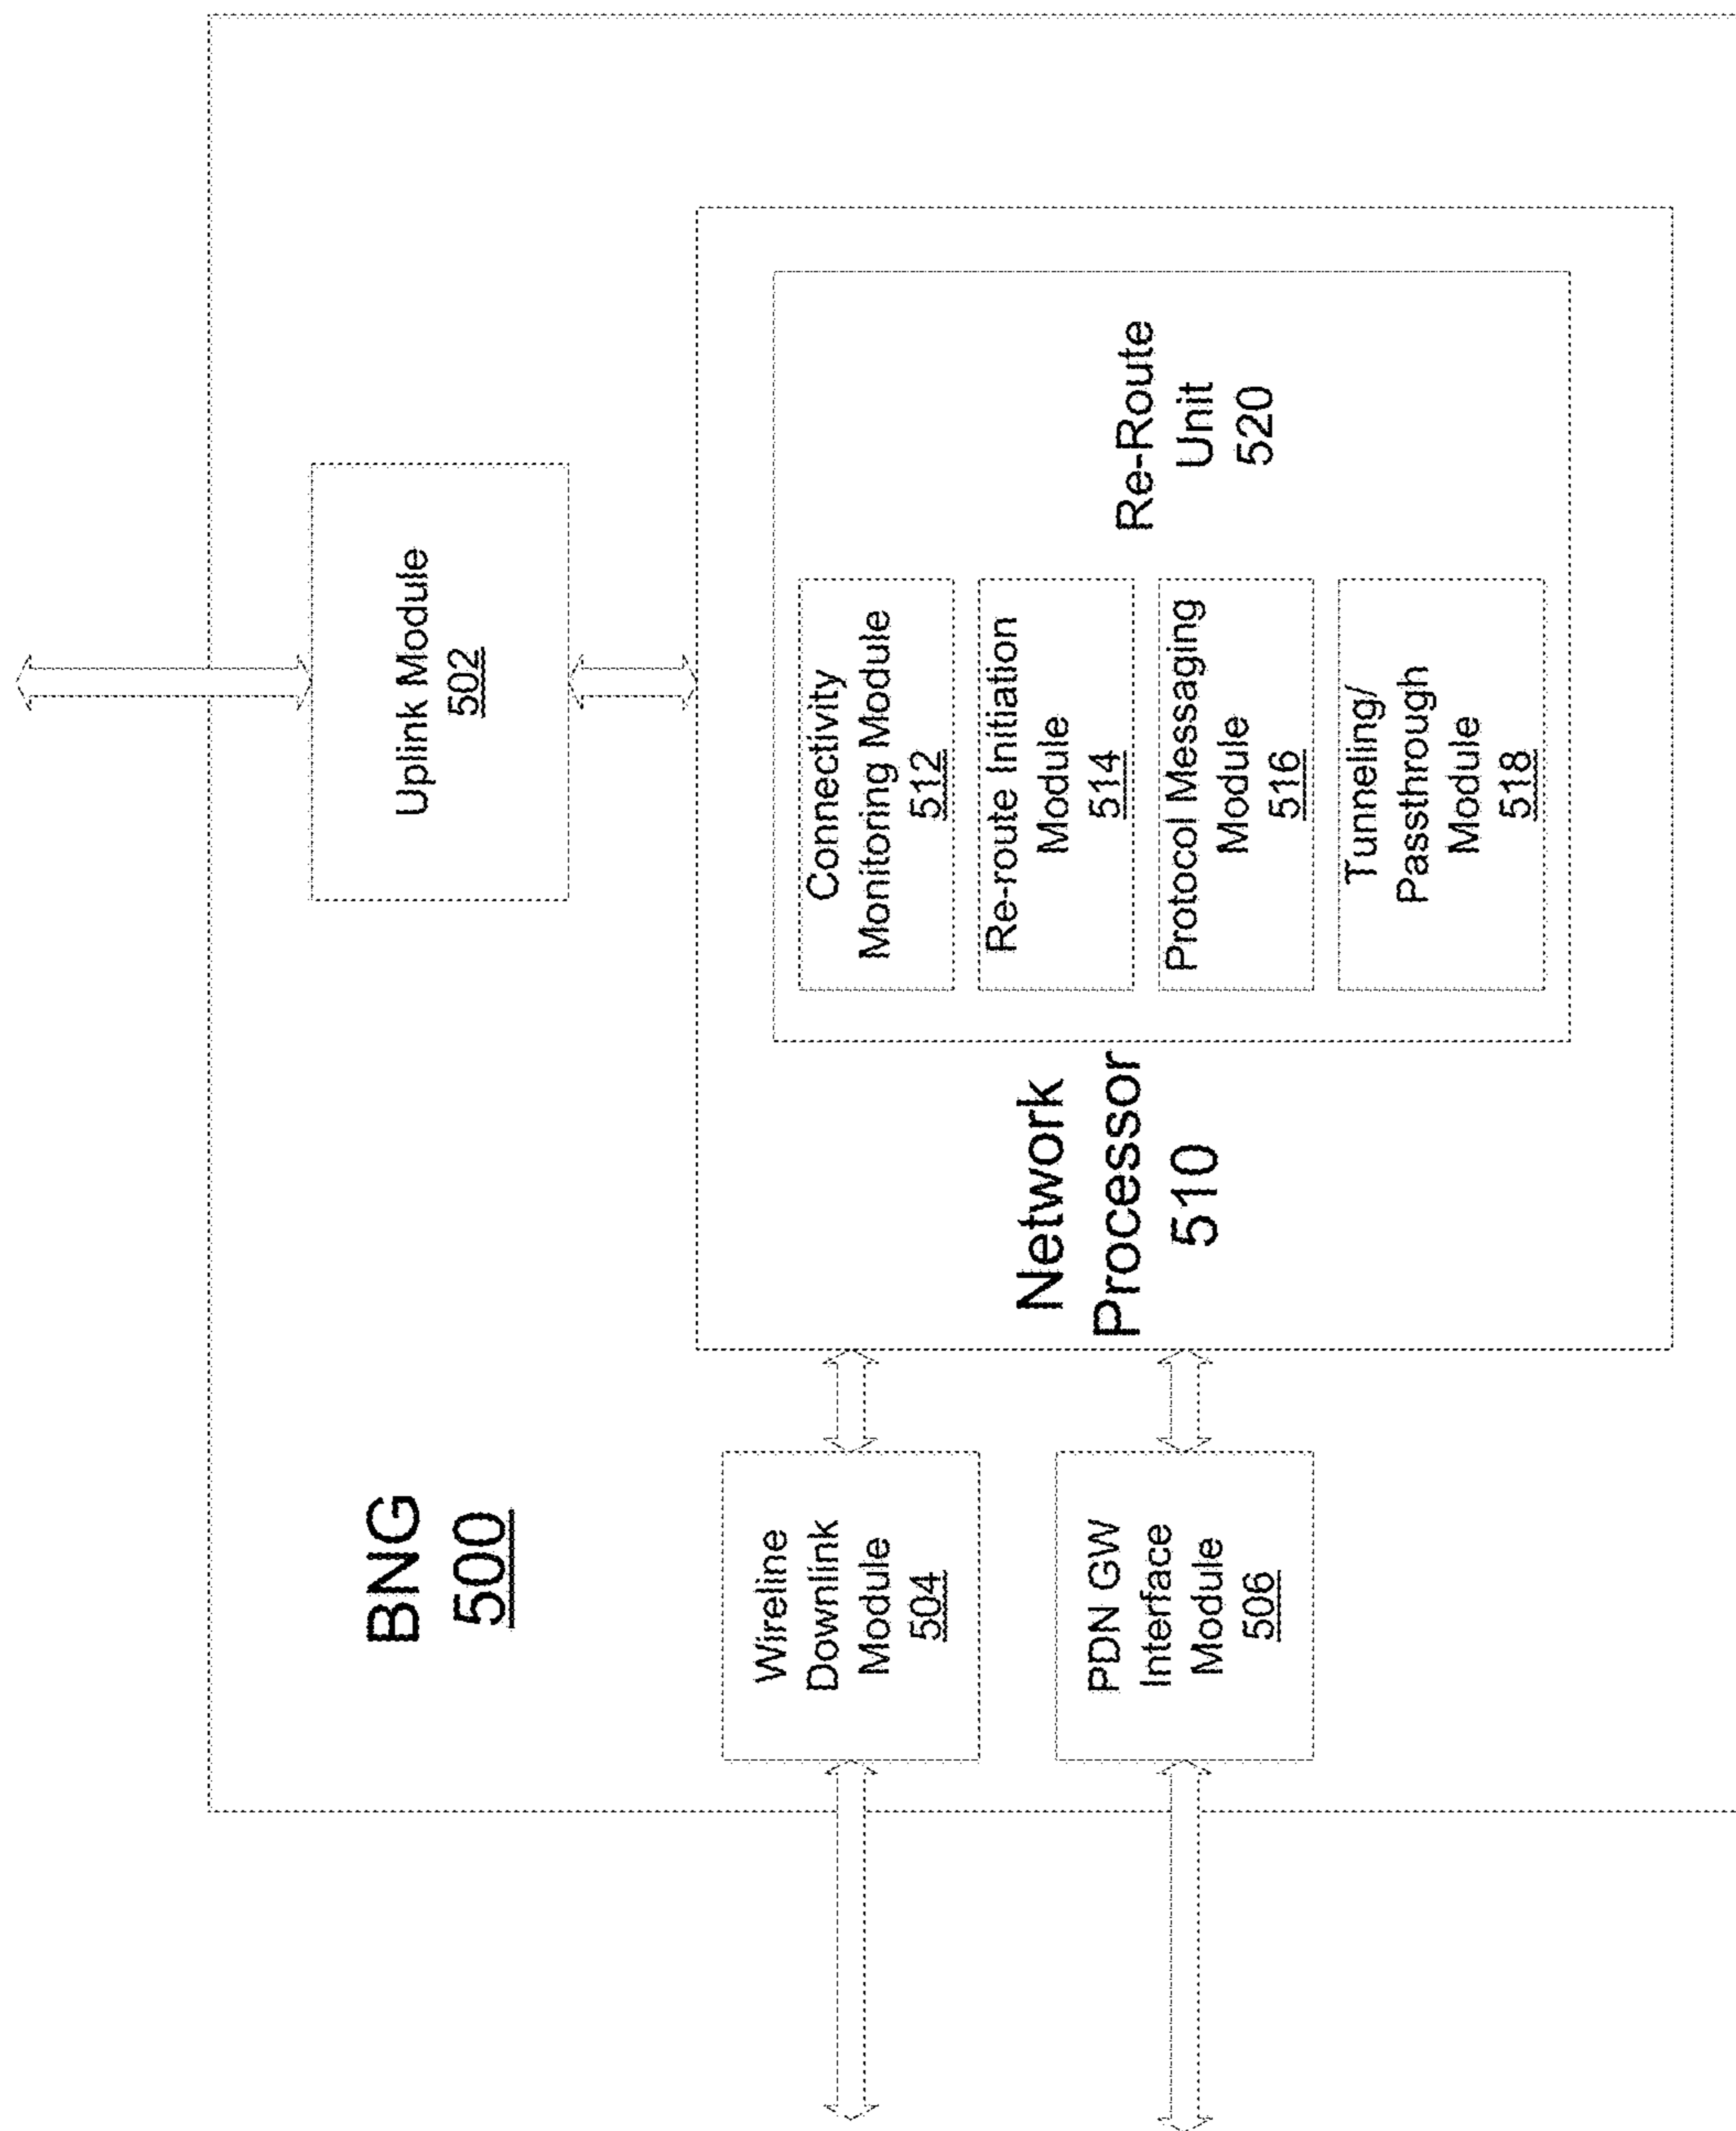 BNG
500
Uplink Module
502
Wireline
Downlink
Module
504
PDN GW
Interface
Module
506
Network
Processor
510
Connectivity
Monitoring Module
512
Re-route Initiation
Module
514
Protocol Messaging
Module
516
Tunneling/
Passthrough
Module
518
Re-Route
Unit
520